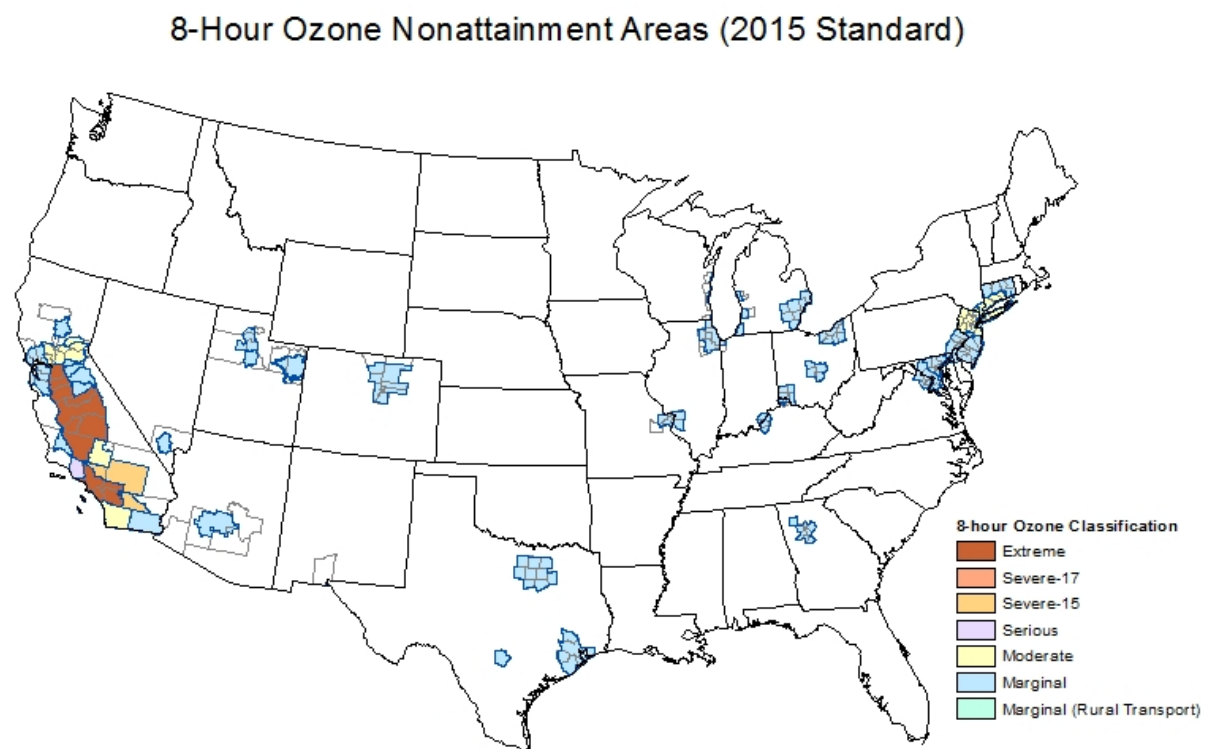 8-Hour Ozone Nonattainment Areas (2015 Standard)
8-hour Ozone Classification
Extreme
Severe-17
Severe-15
Serious
Moderate
Marginal
Marginal (Rural Transport)